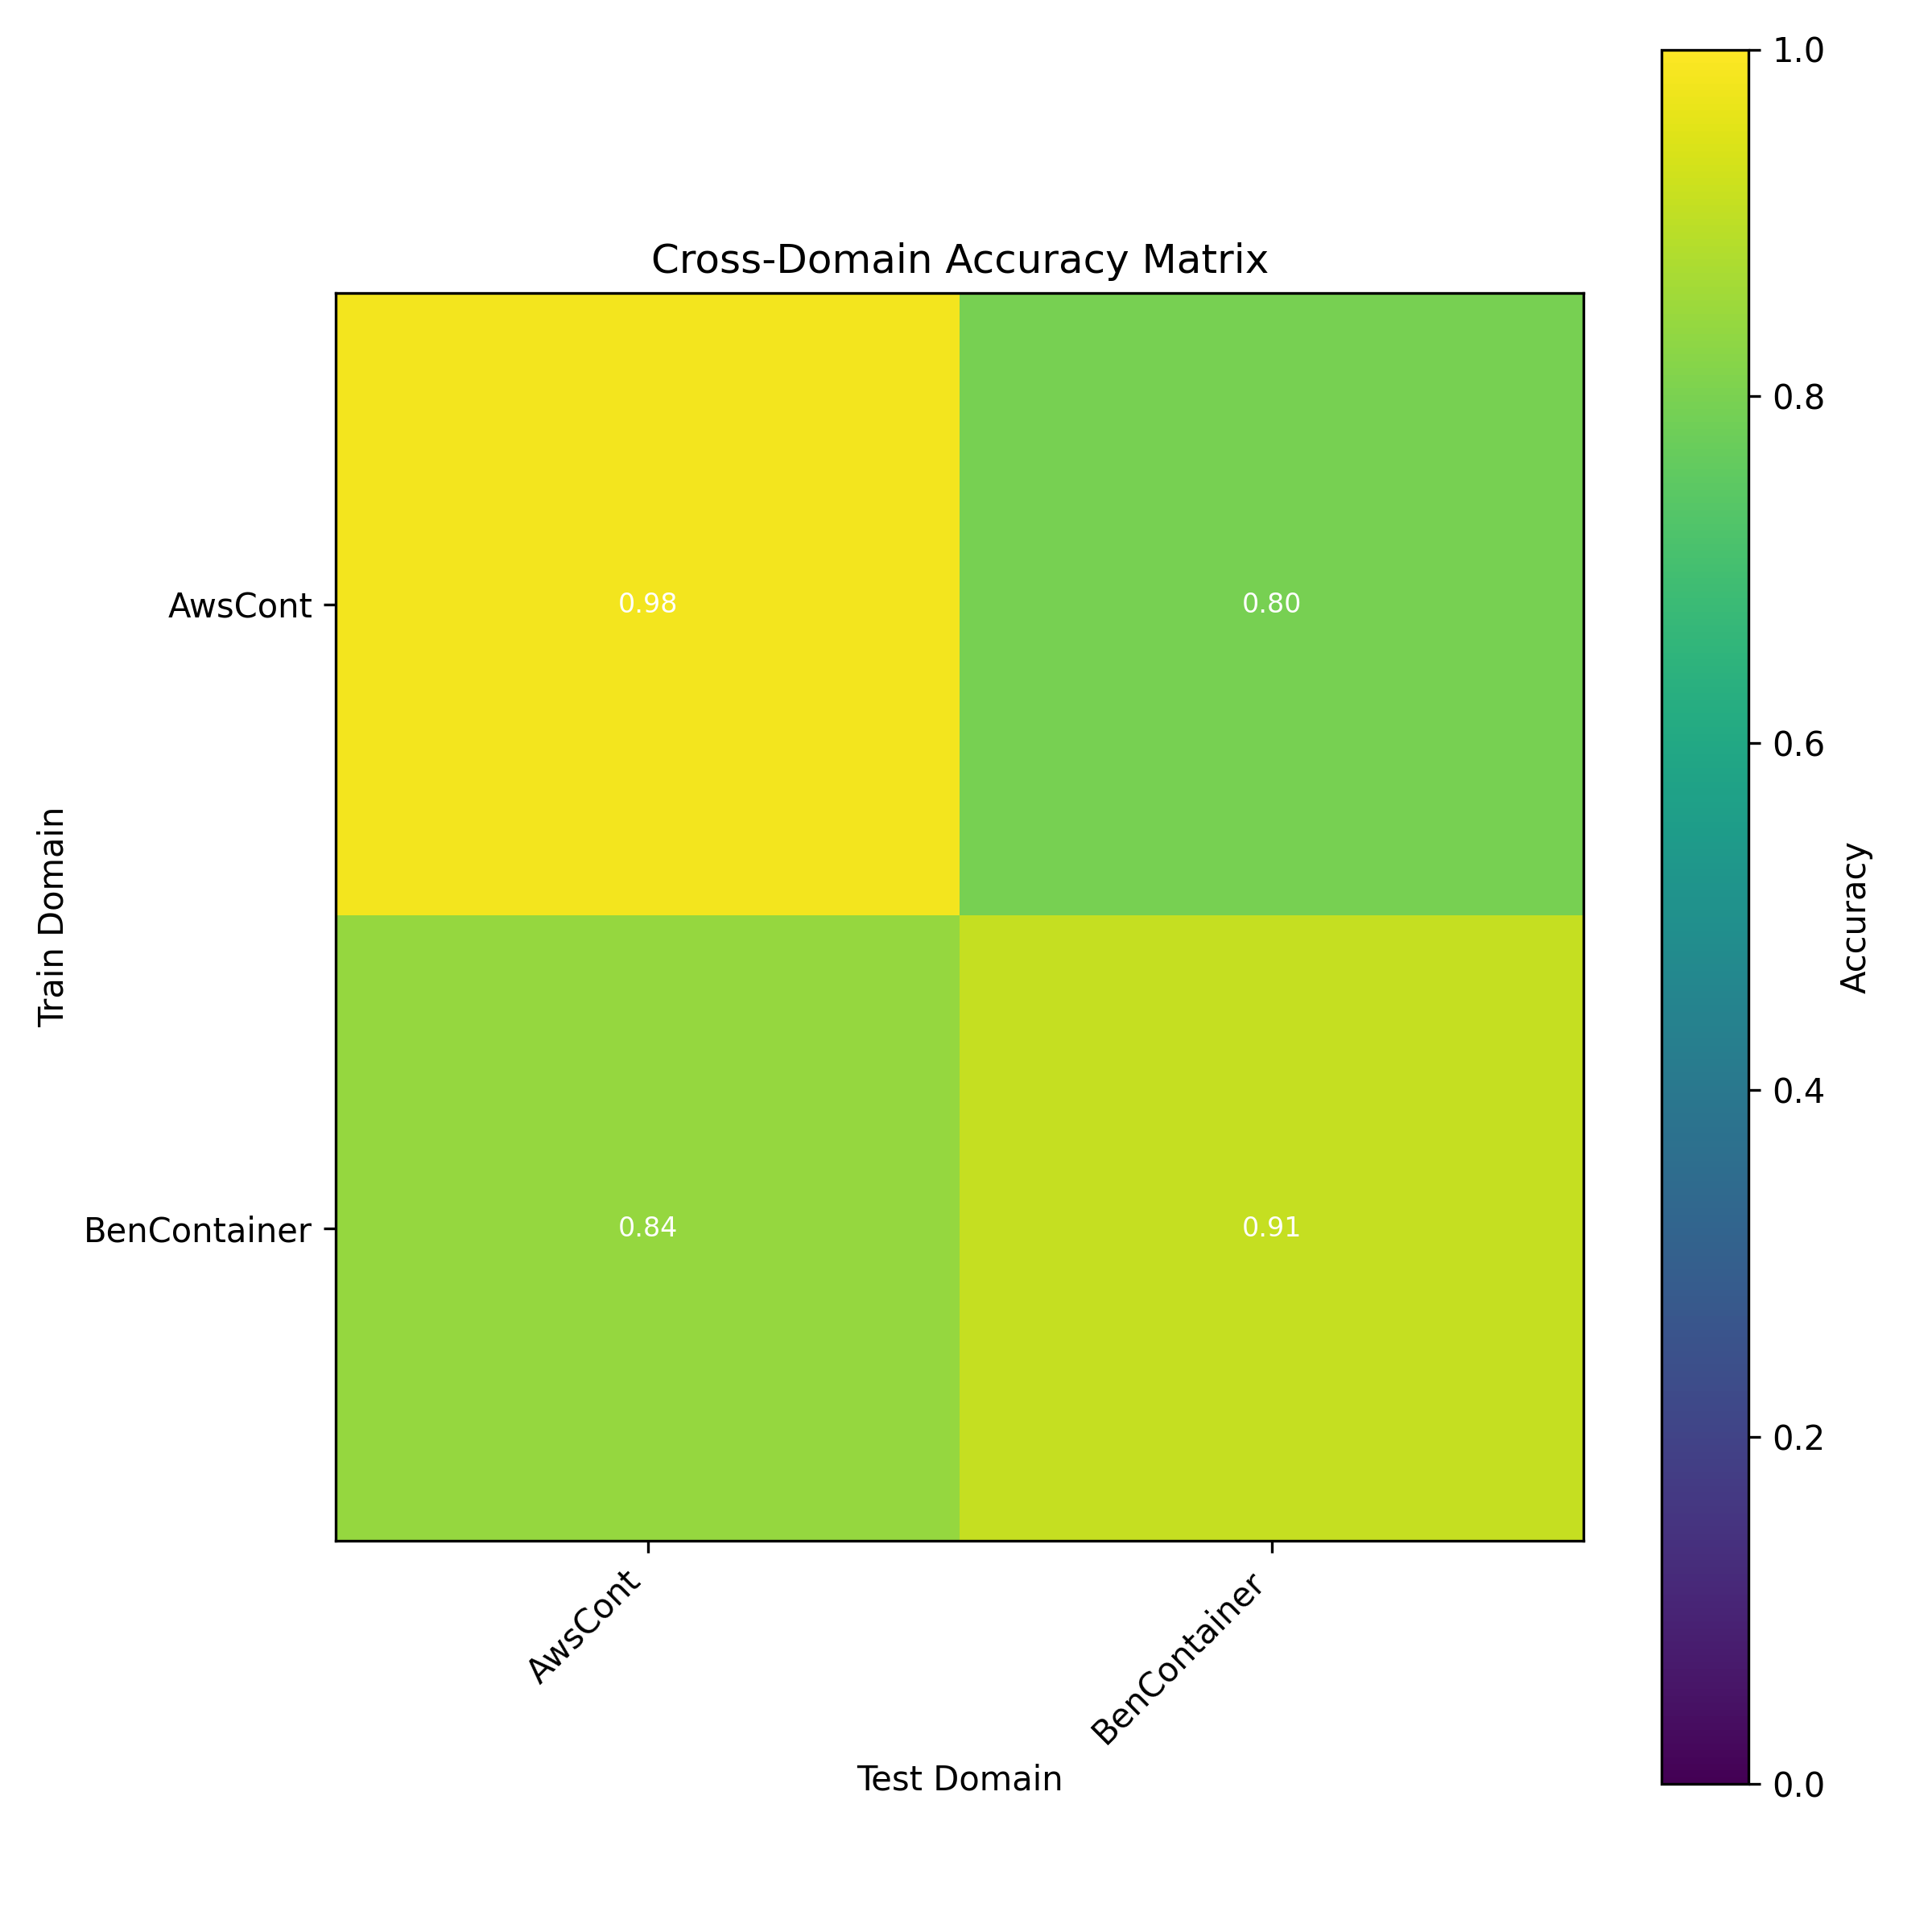 Cross-Domain Accuracy Matrix
Train Domain
AwsCont
BenContainer
0.98
0.80
0.84
0.91
AwsCont
BenContainer
Test Domain
1.0
0.8
0.6
0.4
0.2
0.0
Accuracy